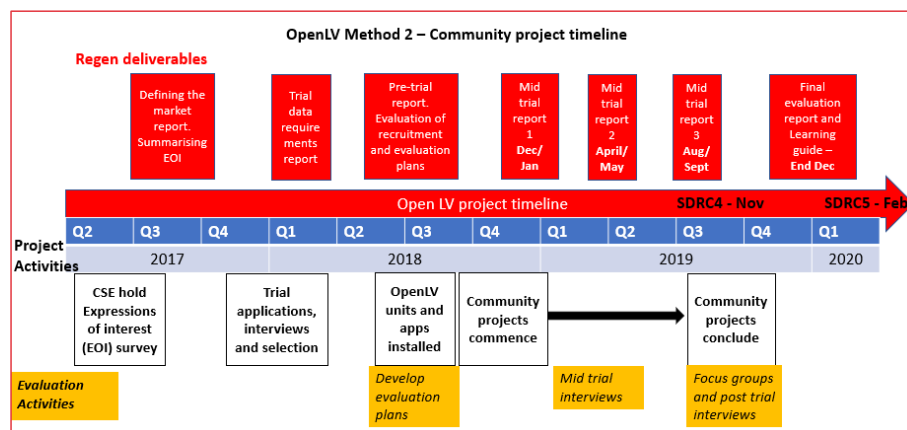 OpenLV Method 2 – Community project timeline
Regen deliverables
Defining the
market
report.
Summarising
EOI
Trial
data
require
ments
report
Pre-trial
report.
Evaluation of
recruitment
and evaluation
plans
Mid
trial
report
1
Dec/
Jan
Mid
trial
report
2
April/
May
Mid
trial
report
3
Aug/
Sept
Final
evaluation
report and
Learning
guide –
End Dec
Open LV project timeline
SDRC4 - Nov
SDRC5 - Feb
Q2 Q3 Q4 Q1 Q2 Q3 Q4 Q1 Q2 Q3 Q4 Q1
Project
Activities
2017 2018 2019 2020
CSE hold
Expressions
of interest
(EOI) survey
Trial
applications,
interviews
and selection
OpenLV
units and
apps
installed
Community
projects
commence
Community
projects
conclude
Evaluation
Activities
Develop
evaluation
plans
Mid trial
interviews
Focus groups
and post trial
interviews